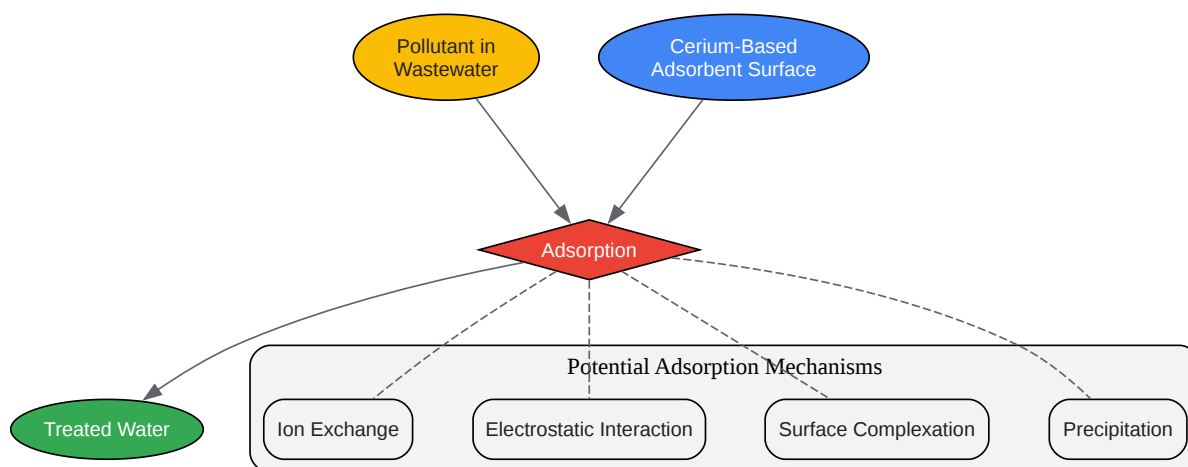 Pollutant in
Wastewater
Cerium-Based
Adsorbent Surface
Adsorption
Potential Adsorption Mechanisms
Treated Water
Ion Exchange
Electrostatic Interaction
Surface Complexation
Precipitation